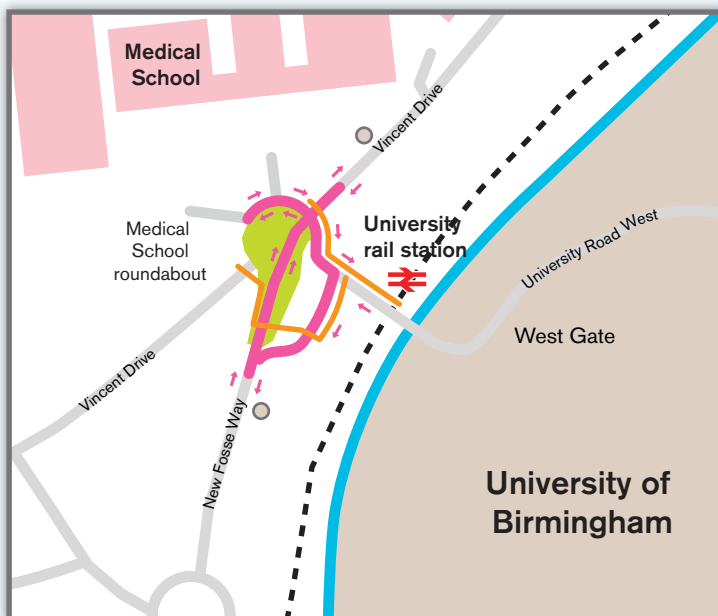 Medical
School
Vincent Drive
University
rail station
University Road West
Medical
School
roundabout
West Gate
Vincent Drive
New Fosse Way
University of
Birmingham